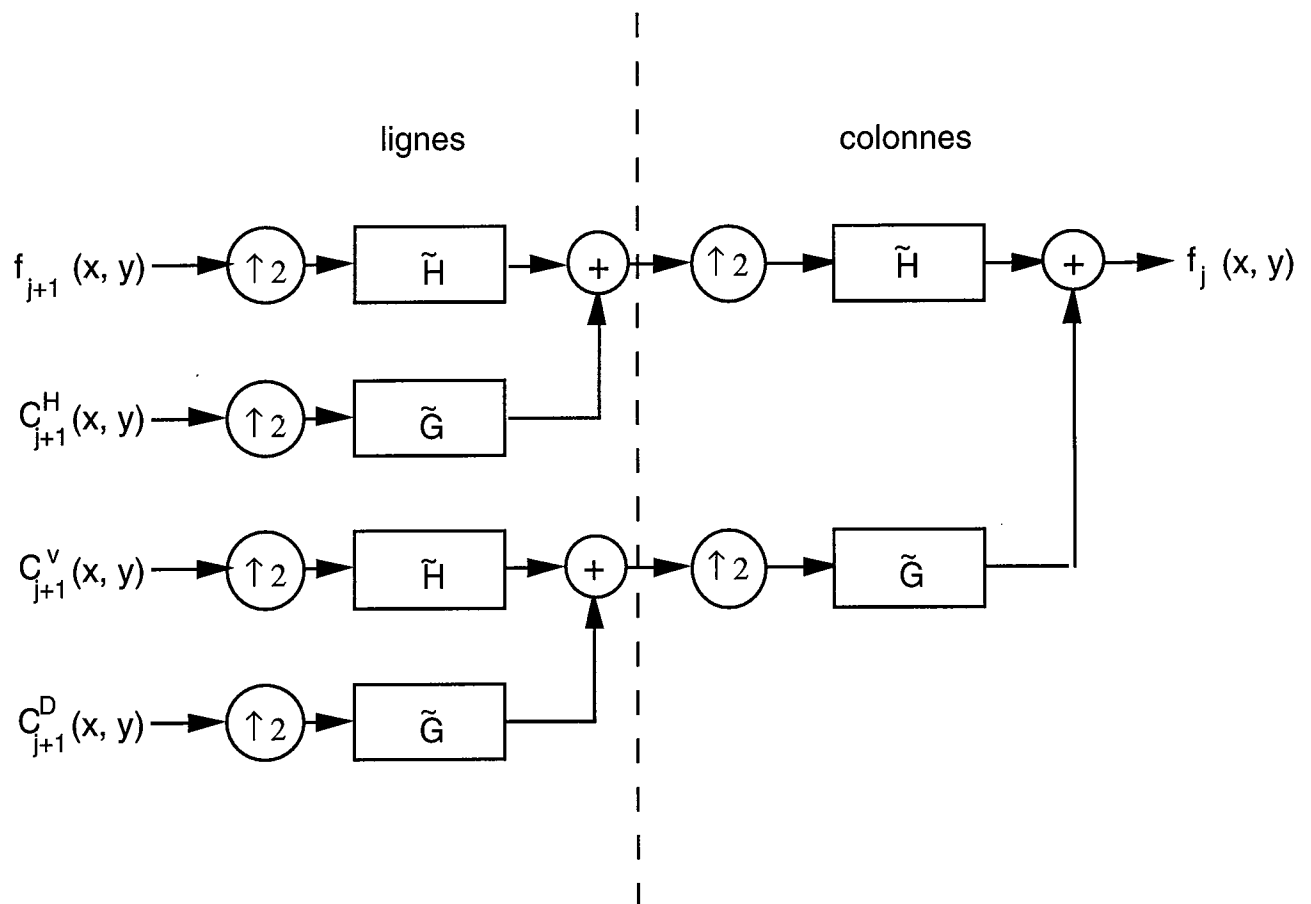 lignes colonnes
f_{j+1} (x, y) ↑2 H̃ + ↑2 H̃ + f_j (x, y)
C^H_{j+1} (x, y) ↑2 G̃
C^v_{j+1} (x, y) ↑2 H̃ + ↑2 G̃
C^D_{j+1} (x, y) ↑2 G̃